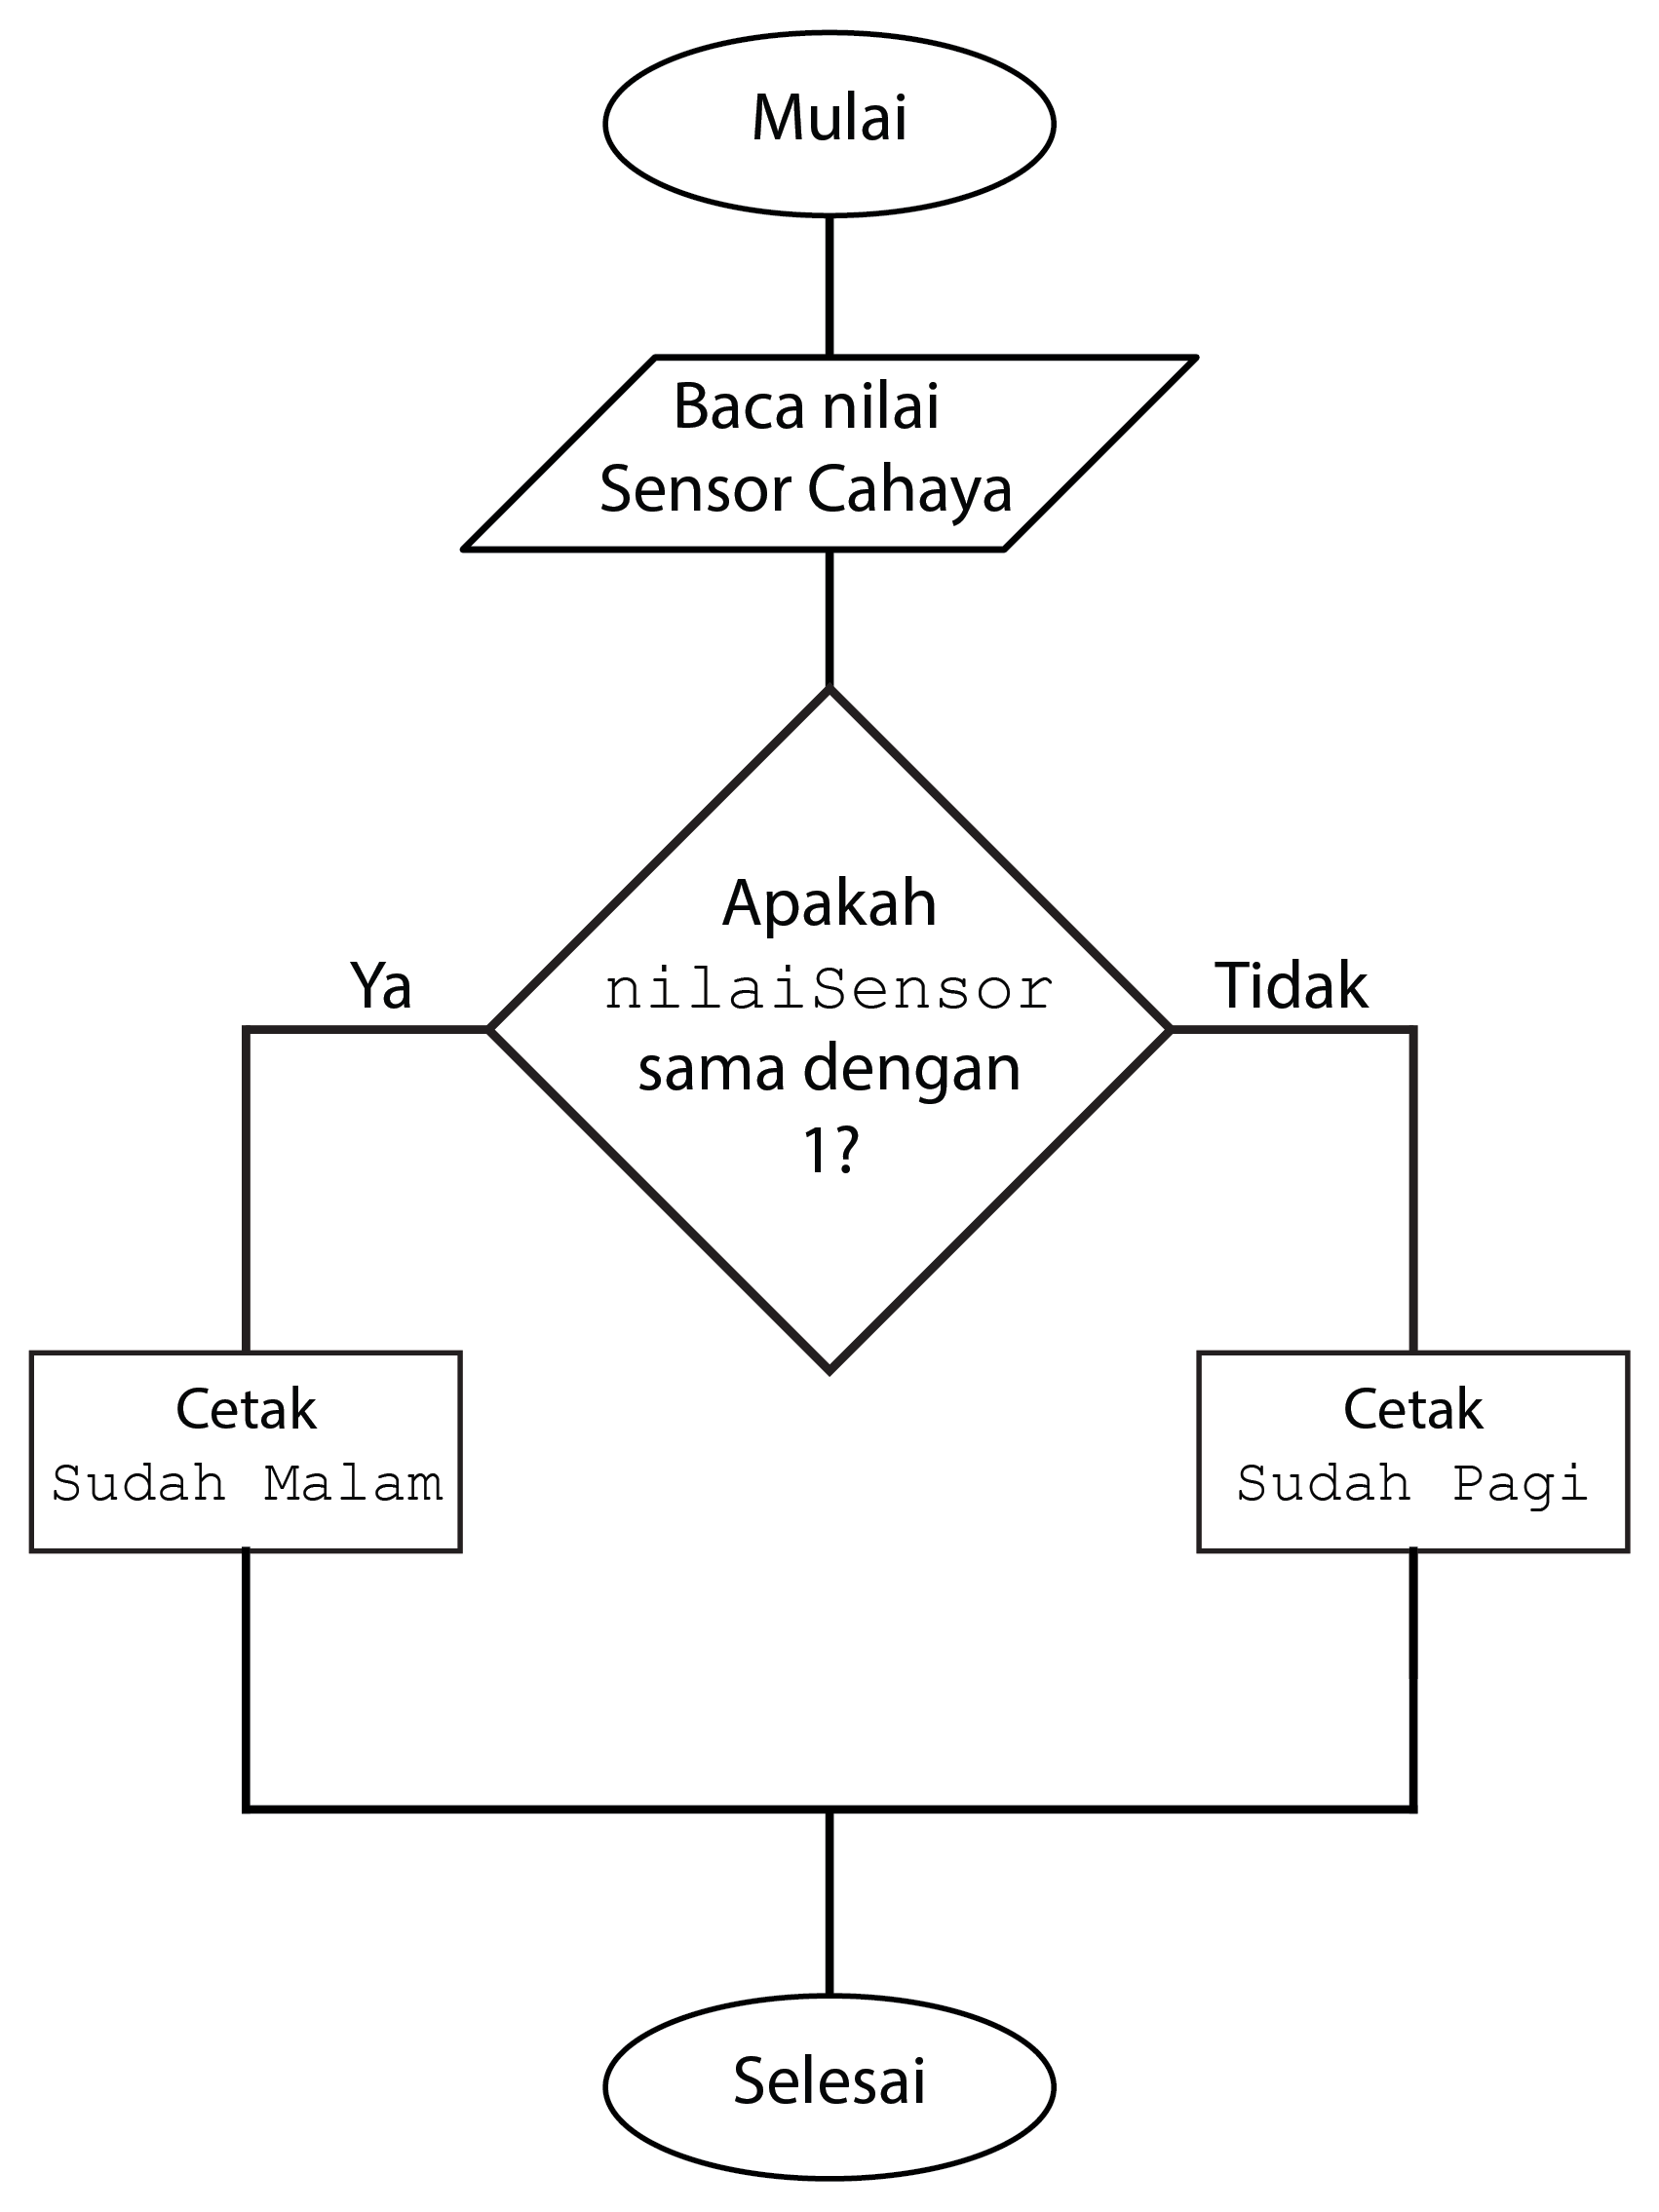 Mulai
Baca nilai
Sensor Cahaya
Apakah
nilaiSensor
sama dengan
1?
Ya
Tidak
Cetak
Sudah Malam
Cetak
Sudah Pagi
Selesai